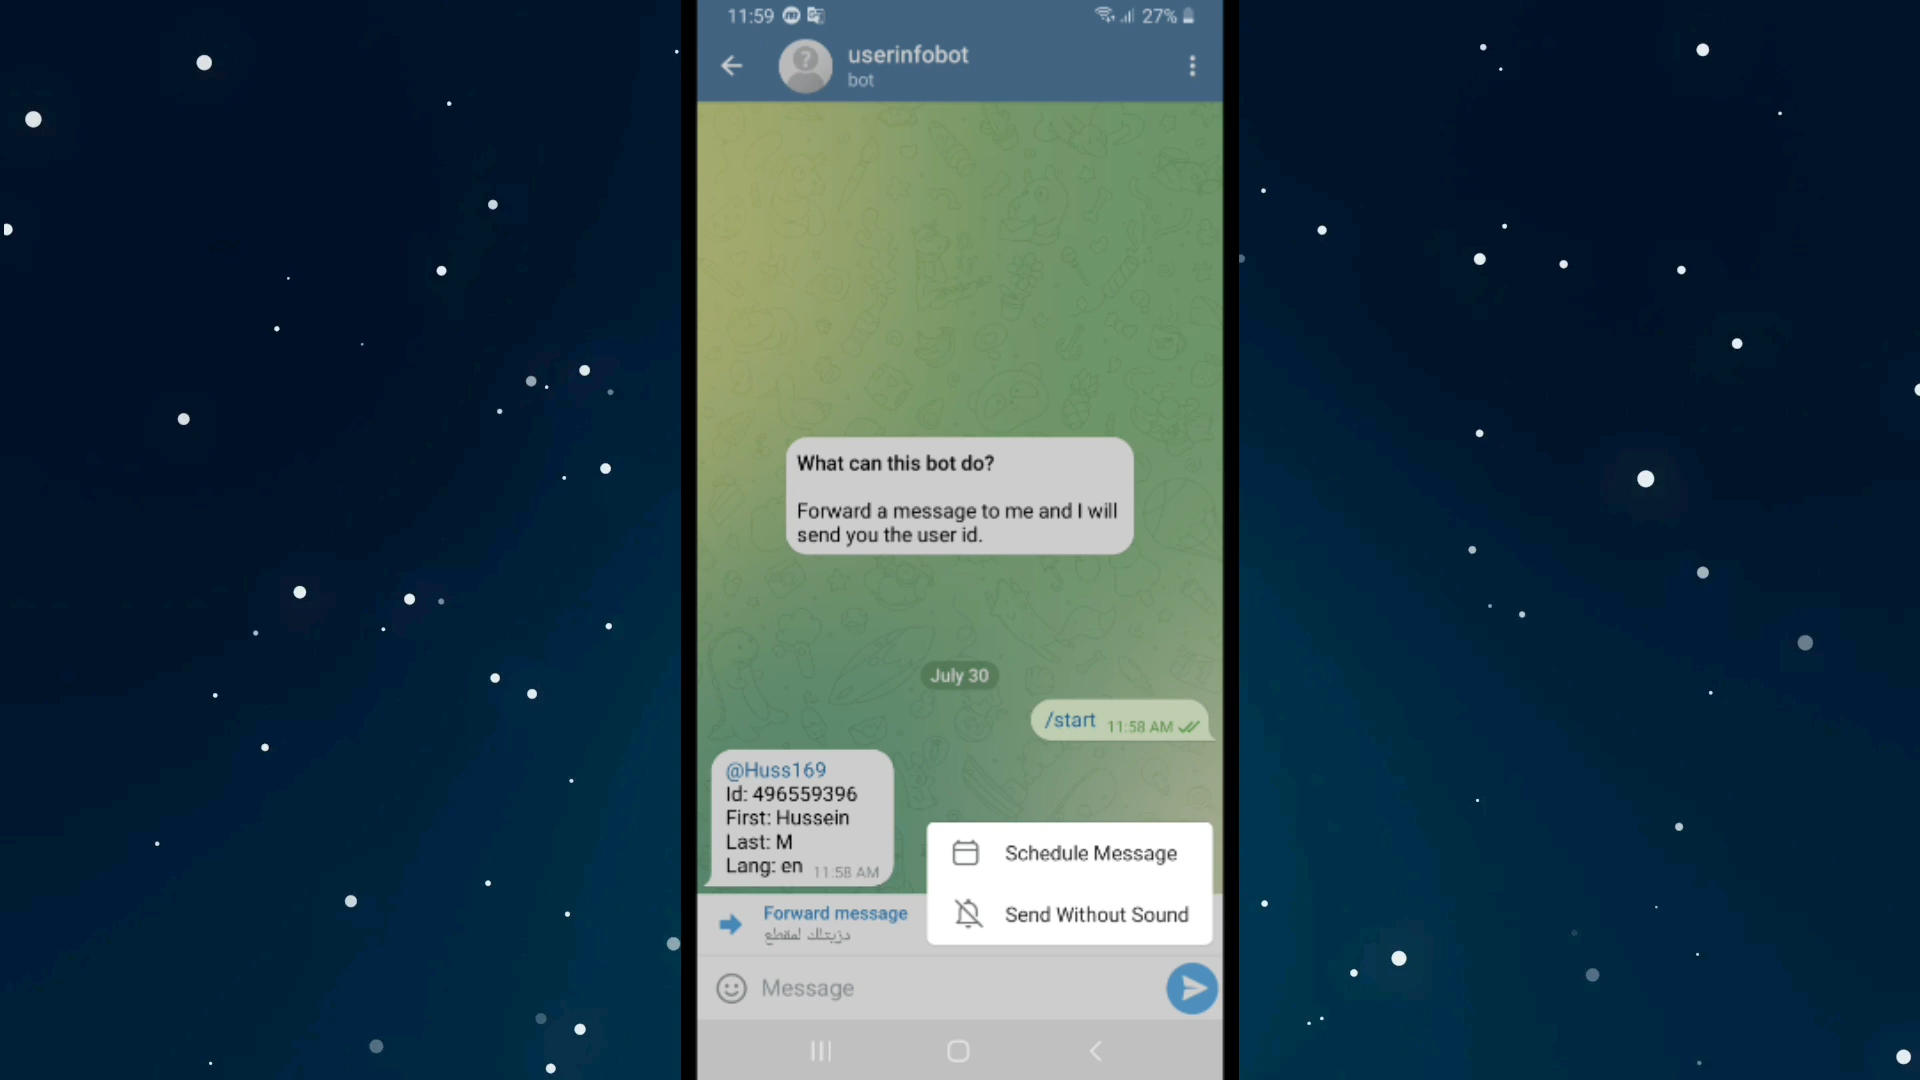 11:59
27%
userinfobot
bot
What can this bot do?
Forward a message to me and I will
send you the user id.
July 30
/start 11:58 AM
@Huss169
Id: 496559396
First: Hussein
Last: M
Lang: en 11:58 AM
Schedule Message
Send Without Sound
Forward message
دزيتلك لمقطع
Message